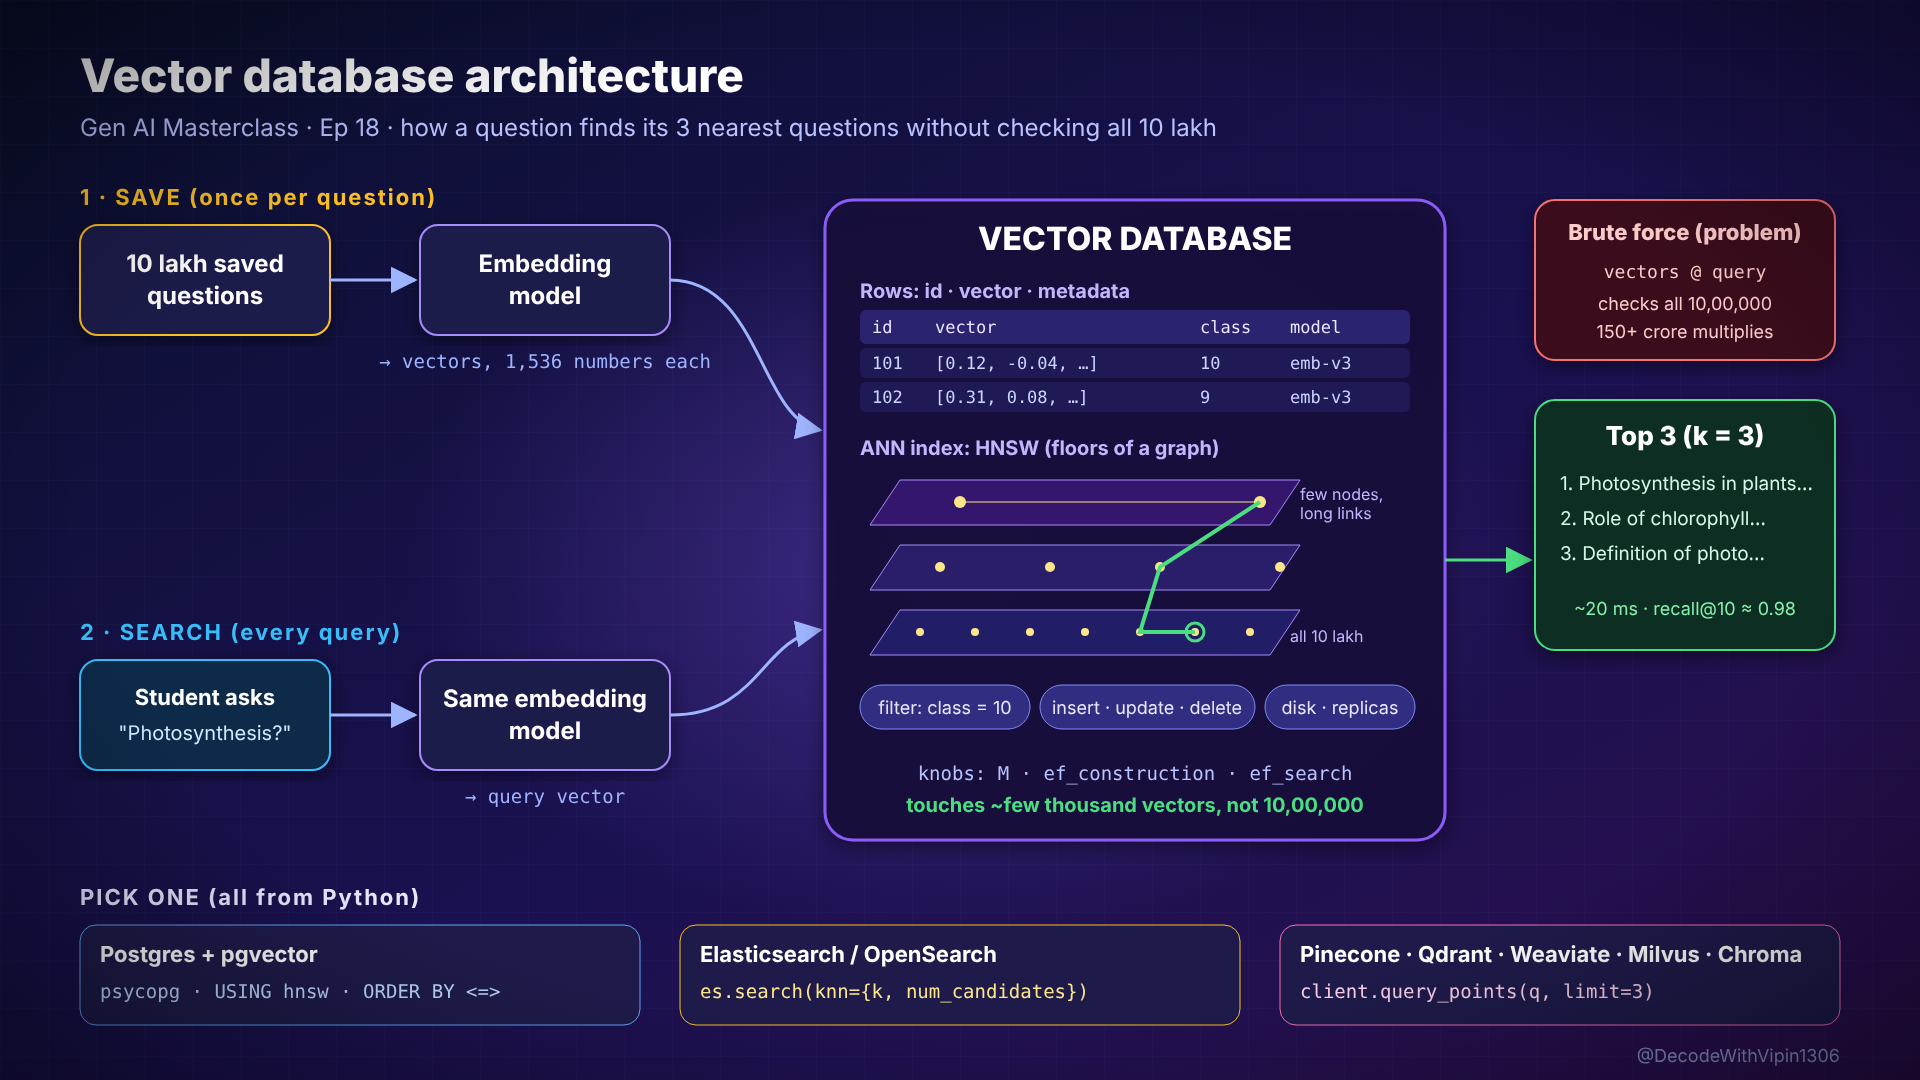 Vector database architecture
Gen AI Masterclass · Ep 18 · how a question finds its 3 nearest questions without checking all 10 lakh
1 · SAVE (once per question)
10 lakh saved
questions
Embedding
model
→ vectors, 1,536 numbers each
2 · SEARCH (every query)
Student asks
"Photosynthesis?"
Same embedding
model
→ query vector
VECTOR DATABASE
Rows: id · vector · metadata
id vector class model
101 [0.12, -0.04, …] 10 emb-v3
102 [0.31, 0.08, …] 9 emb-v3
ANN index: HNSW (floors of a graph)
few nodes,
long links
all 10 lakh
filter: class = 10
insert · update · delete
disk · replicas
knobs: M · ef_construction · ef_search
touches ~few thousand vectors, not 10,00,000
Brute force (problem)
vectors @ query
checks all 10,00,000
150+ crore multiplies
Top 3 (k = 3)
1. Photosynthesis in plants...
2. Role of chlorophyll...
3. Definition of photo...
~20 ms · recall@10 ≈ 0.98
PICK ONE (all from Python)
Postgres + pgvector
psycopg · USING hnsw · ORDER BY <=>
Elasticsearch / OpenSearch
es.search(knn={k, num_candidates})
Pinecone · Qdrant · Weaviate · Milvus · Chroma
client.query_points(q, limit=3)
@DecodeWithVipin1306